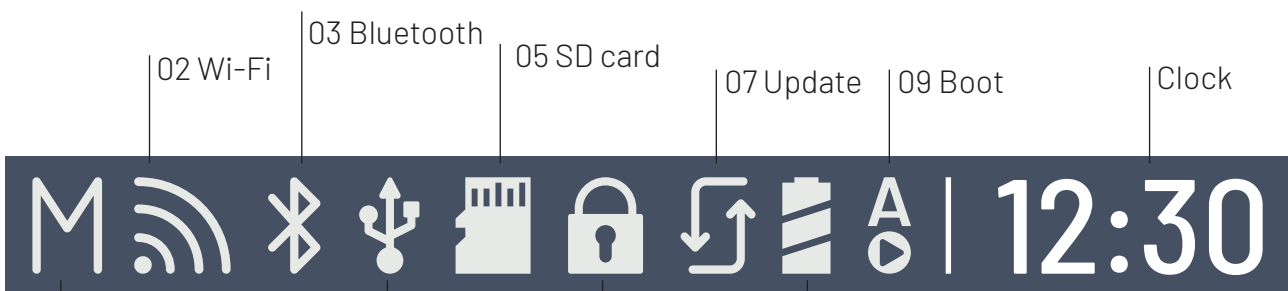 03 Bluetooth
02 Wi-Fi
05 SD card
07 Update
09 Boot
Clock
M
A
12:30